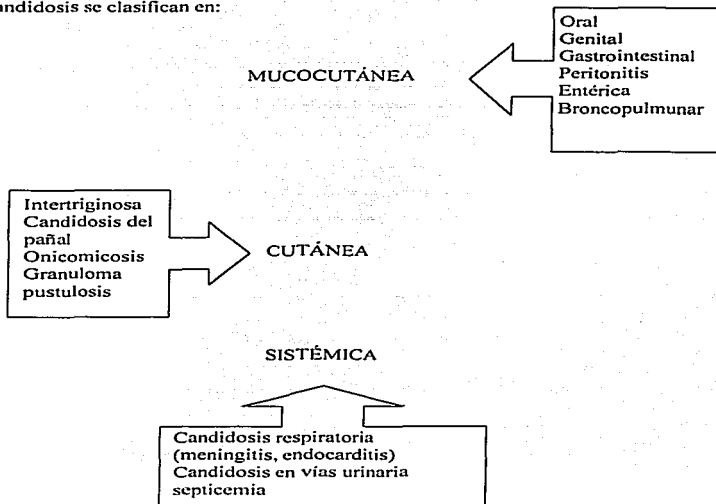 andidosis se clasifican en:
MUCOCUTÁNEA
Oral
Genital
Gastrointestinal
Peritonitis
Entérica
Broncopulmunar
Intertriginosa
Candidosis del
pañal
Onicomicosis
Granuloma
pustulosis
CUTÁNEA
SISTÉMICA
Candidosis respiratoria
(meningitis, endocarditis)
Candidosis en vías urinaria
septicemia